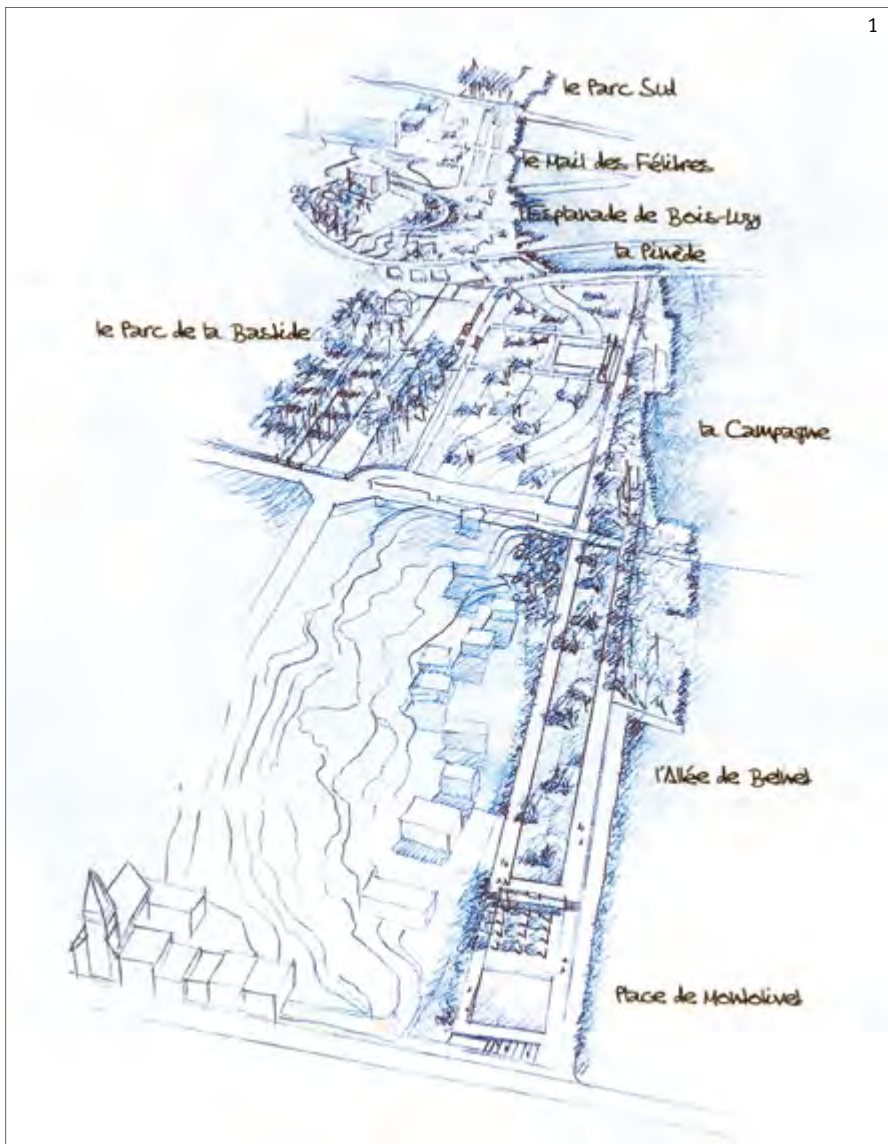 1
le Parc Sud
le Mail des Félibres
l'Esplanade de Bois-Luzy
la Pinède
le Parc de la Bastide
la Campagne
l'Allée de
Place de Montolivet